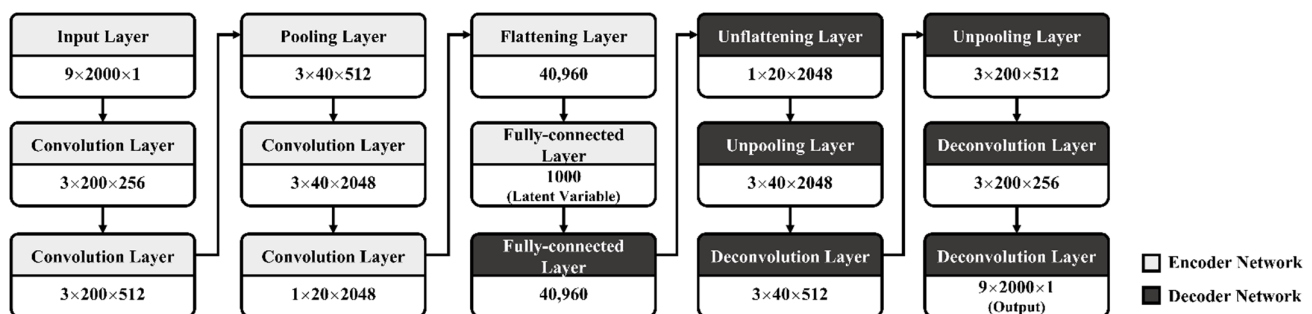 Input Layer
9×2000×1
Convolution Layer
3×200×256
Convolution Layer
3×200×512
Pooling Layer
3×40×512
Convolution Layer
3×40×2048
Convolution Layer
1×20×2048
Flattening Layer
40,960
Fully-connected
Layer
1000
(Latent Variable)
Fully-connected
Layer
40,960
Unflattening Layer
1×20×2048
Unpooling Layer
3×40×2048
Deconvolution Layer
3×40×512
Unpooling Layer
3×200×512
Deconvolution Layer
3×200×256
Deconvolution Layer
9×2000×1
(Output)
Encoder Network
Decoder Network